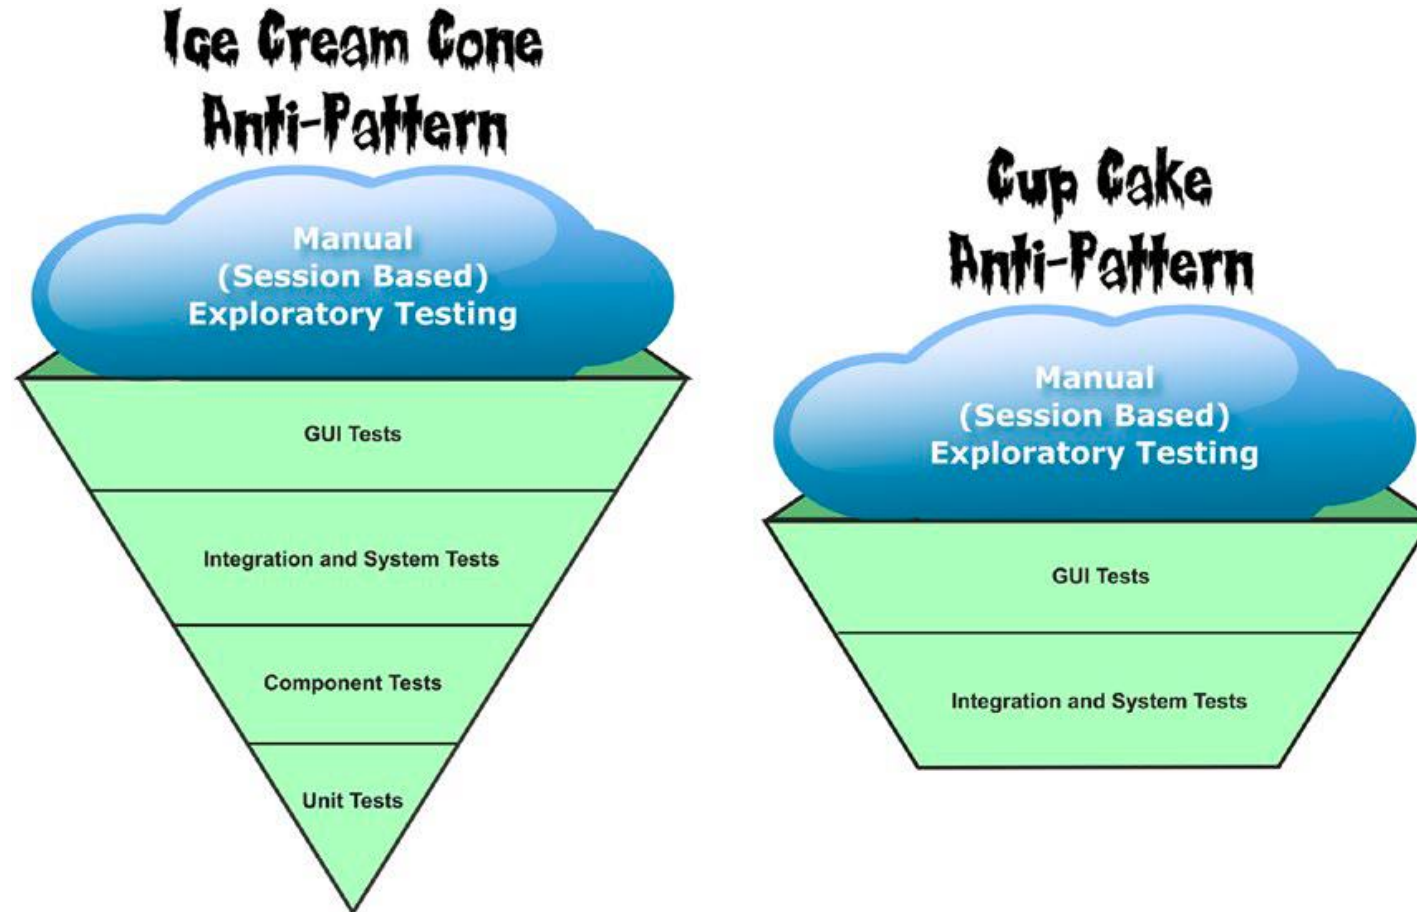 Ice Cream Cone
Anti-Pattern
Manual
(Session Based)
Exploratory Testing
GUI Tests
Integration and System Tests
Component Tests
Unit Tests
Cup Cake
Anti-Pattern
Manual
(Session Based)
Exploratory Testing
GUI Tests
Integration and System Tests